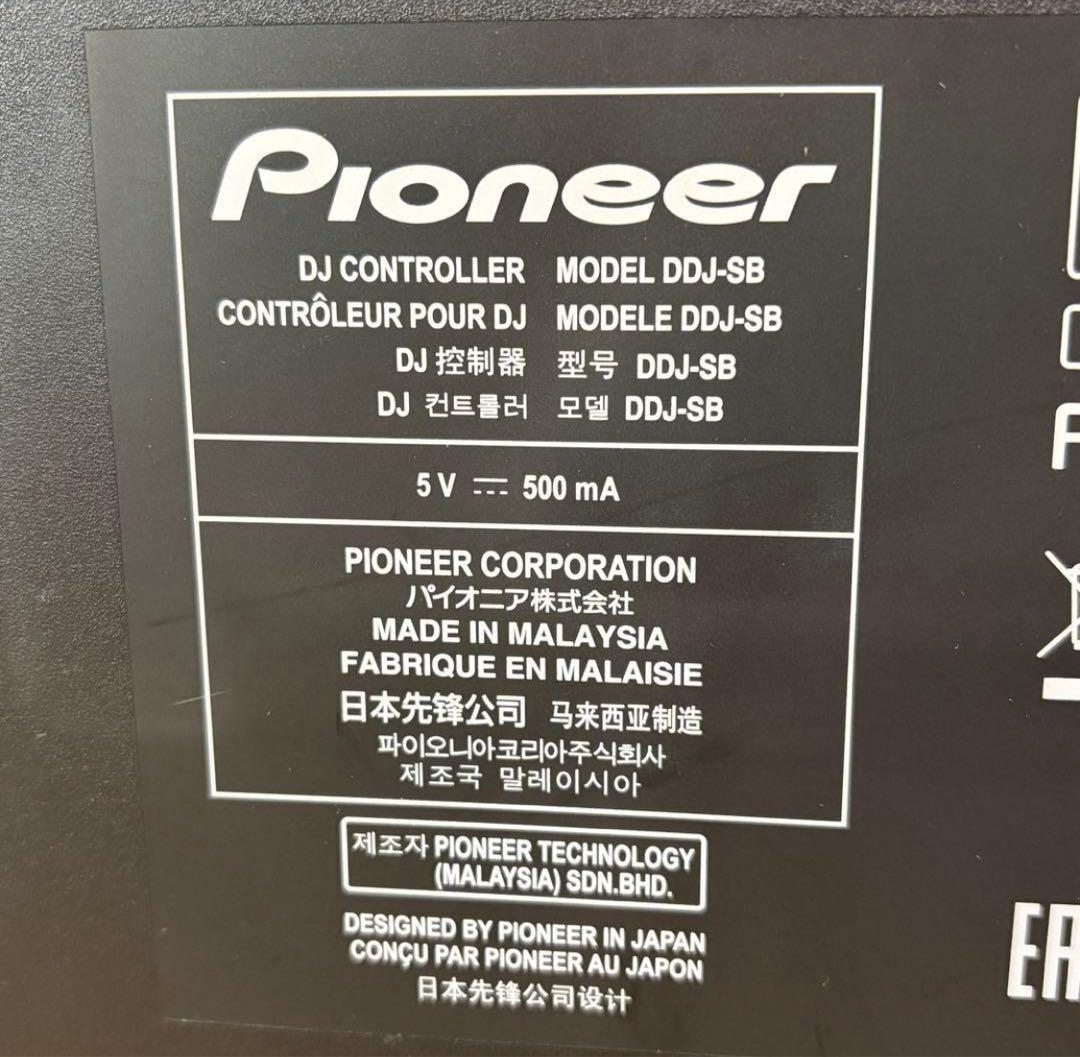 Pioneer
DJ CONTROLLER MODEL DDJ-SB
CONTRÔLEUR POUR DJ MODELE DDJ-SB
DJ 控制器 型号 DDJ-SB
DJ 컨트롤러 모델 DDJ-SB
5 V ⎓ 500 mA
PIONEER CORPORATION
パイオニア株式会社
MADE IN MALAYSIA
FABRIQUE EN MALAISIE
日本先锋公司 马来西亚制造
파이오니아코리아주식회사
제조국 말레이시아
제조자 PIONEER TECHNOLOGY
(MALAYSIA) SDN.BHD.
DESIGNED BY PIONEER IN JAPAN
CONÇU PAR PIONEER AU JAPON
日本先锋公司设计